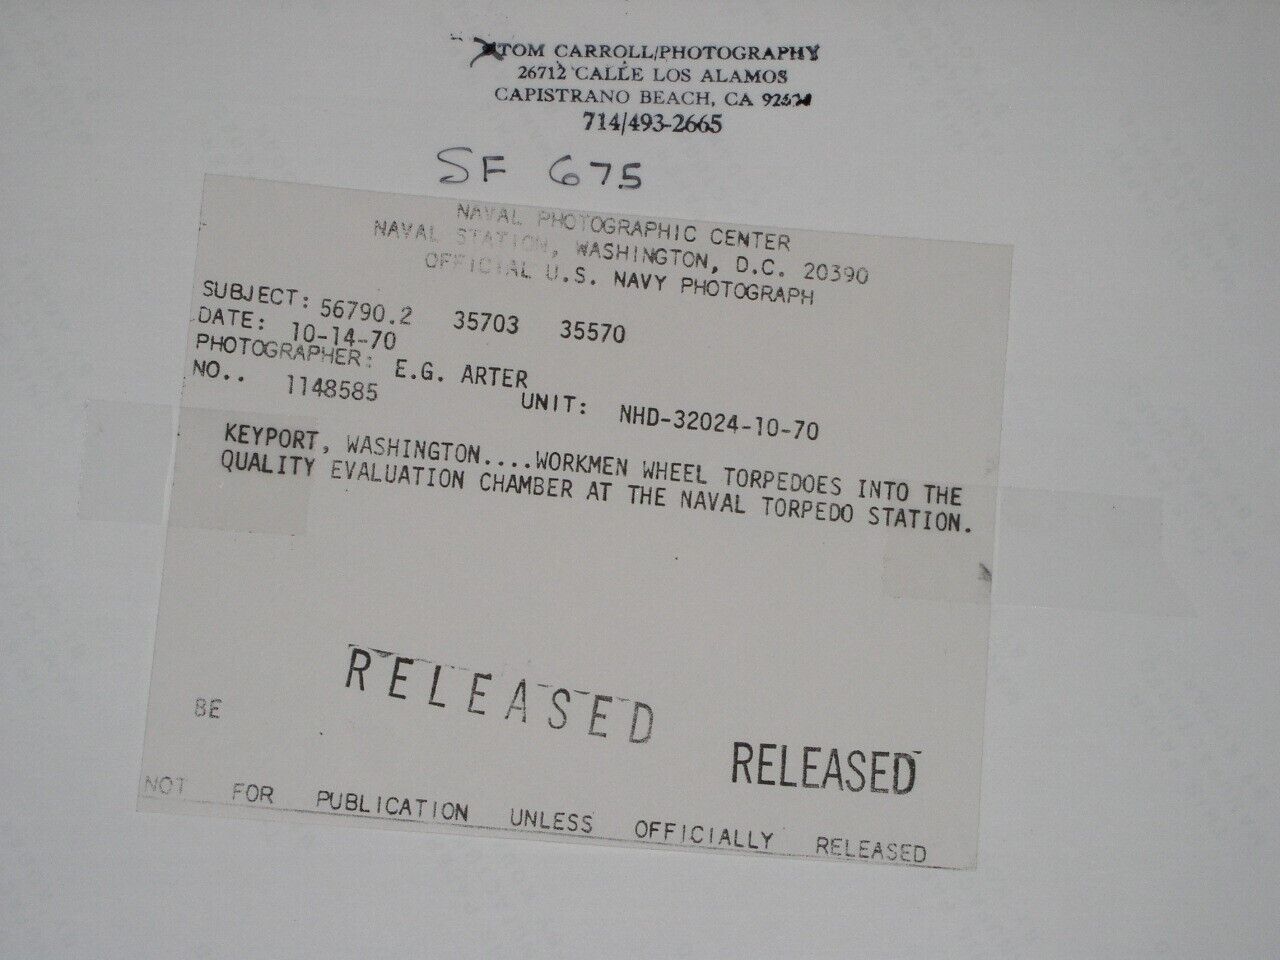 TOM CARROLL/PHOTOGRAPHY
26712 CALLE LOS ALAMOS
CAPISTRANO BEACH, CA
714/493-2665
SF 675
NAVAL PHOTOGRAPHIC CENTER
NAVAL STATION, WASHINGTON, D.C. 20390
OFFICIAL U.S. NAVY PHOTOGRAPH
SUBJECT: 56790.2 35703 35570
DATE: 10-14-70
PHOTOGRAPHER: E.G. ARTER
NO.. 1148585 UNIT: NHD-32024-10-70
KEYPORT, WASHINGTON....WORKMEN WHEEL TORPEDOES INTO THE
QUALITY EVALUATION CHAMBER AT THE NAVAL TORPEDO STATION.
RELEASED
BE
RELEASED
NOT FOR PUBLICATION UNLESS OFFICIALLY RELEASED